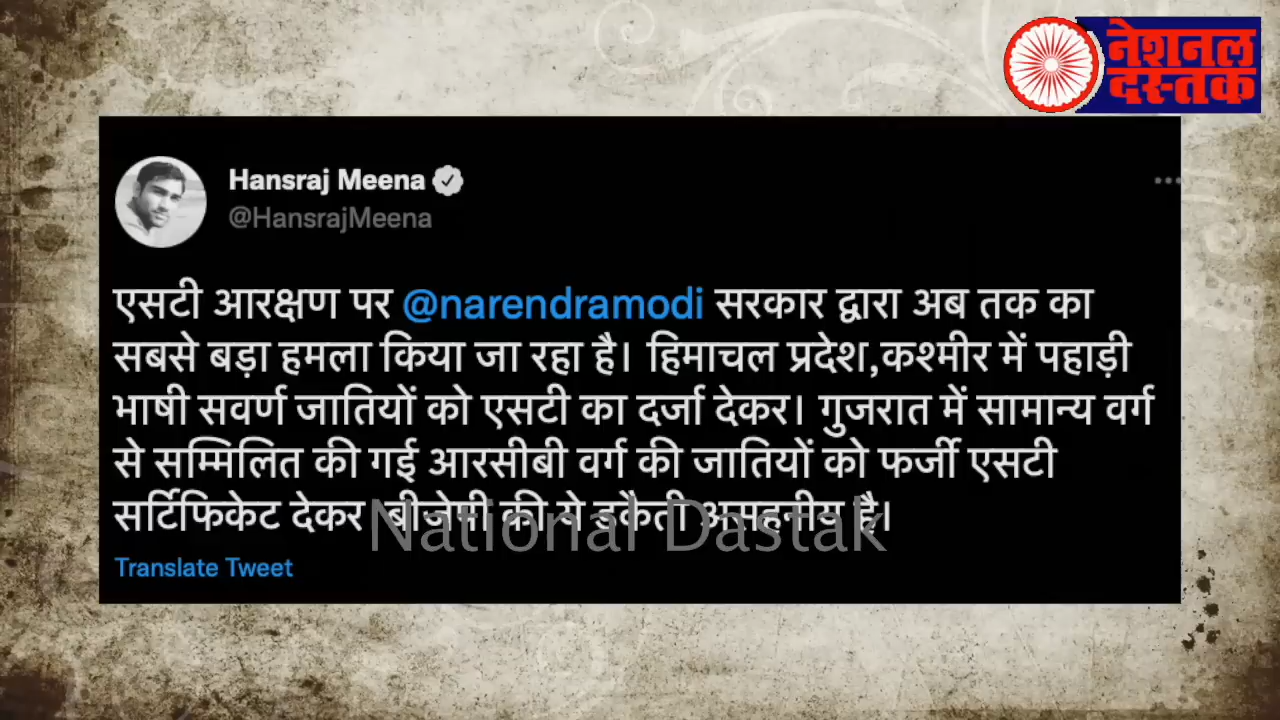 नेशनल
दस्तक
Hansraj Meena
@HansrajMeena
एसटी आरक्षण पर @narendramodi सरकार द्वारा अब तक का
सबसे बड़ा हमला किया जा रहा है। हिमाचल प्रदेश,कश्मीर में पहाड़ी
भाषी सवर्ण जातियों को एसटी का दर्जा देकर। गुजरात में सामान्य वर्ग
से सम्मिलित की गई आरसीबी वर्ग की जातियों को फर्जी एसटी
सर्टिफिकेट देकर बीजेपी की ये डकैती असहनीय है।
National Dastak
Translate Tweet